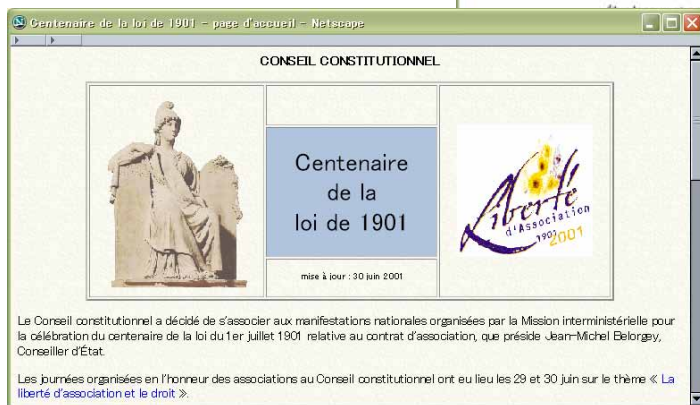 Centenaire de la loi de 1901 - page d'accueil - Netscape
CONSEIL CONSTITUTIONNEL
Centenaire
de la
loi de 1901
mise à jour : 30 juin 2001
Liberté
d'Association
1901
2001
Le Conseil constitutionnel a décidé de s'associer aux manifestations nationales organisées par la Mission interministérielle pour
la célébration du centenaire de la loi du 1er juillet 1901 relative au contrat d'association, que préside Jean-Michel Belorgey,
Conseiller d'État.
Les journées organisées en l'honneur des associations au Conseil constitutionnel ont eu lieu les 29 et 30 juin sur le thème « La
liberté d'association et le droit ».